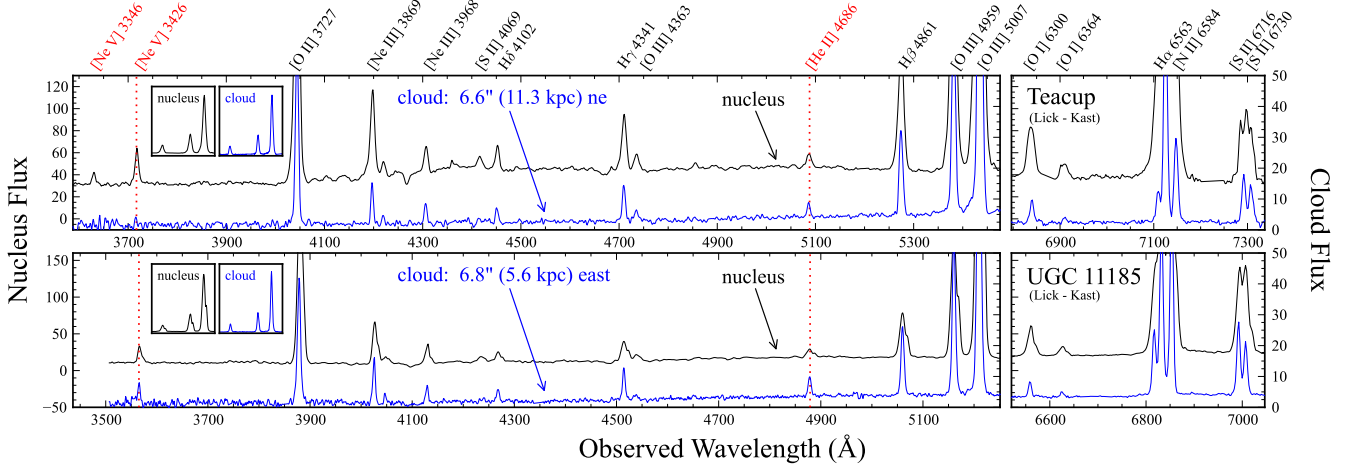 [Ne V] 3346
[Ne V] 3426
[O II] 3727
[Ne III] 3869
[Ne III] 3968
[S II] 4069
Hδ 4102
Hγ 4341
[O III] 4363
[He II] 4686
Hβ 4861
[O III] 4959
[O III] 5007
[O I] 6300
[O I] 6364
Hα 6563
[N II] 6584
[S II] 6716
[S II] 6730
Nucleus Flux
120
100
80
60
40
20
0
nucleus
cloud
cloud: 6.6" (11.3 kpc) ne
nucleus
Teacup
(Lick - Kast)
50
40
30
20
10
0
3700 3900 4100 4300 4500 4700 4900 5100 5300
6900 7100 7300
150
100
50
0
−50
nucleus
cloud
cloud: 6.8" (5.6 kpc) east
nucleus
UGC 11185
(Lick - Kast)
50
40
30
20
10
0
3500 3700 3900 4100 4300 4500 4700 4900 5100
6600 6800 7000
Cloud Flux
Observed Wavelength (Å)